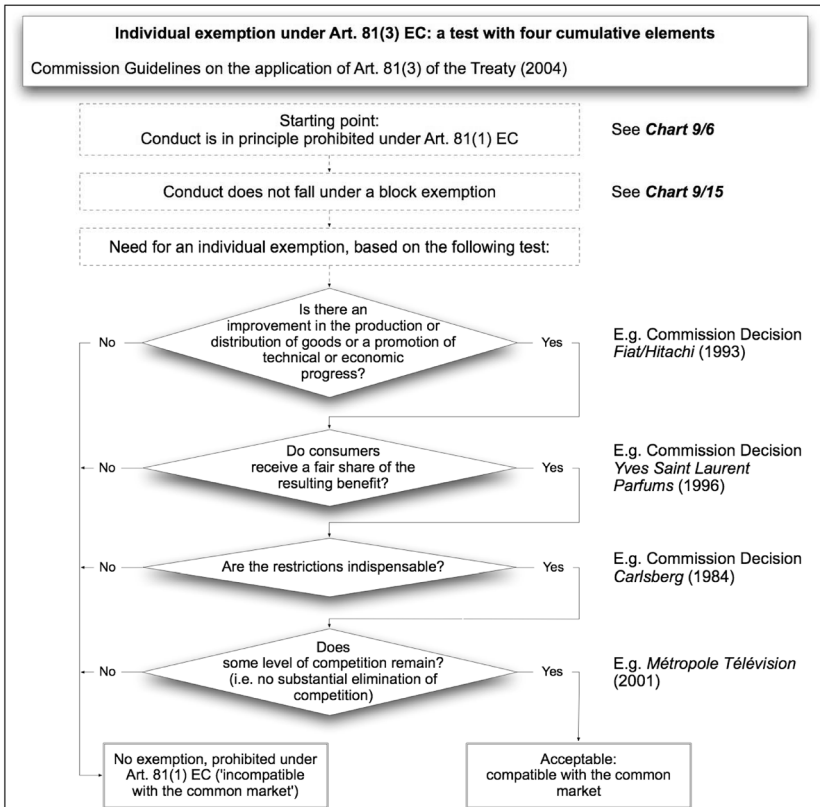 Individual exemption under Art. 81(3) EC: a test with four cumulative elements
Commission Guidelines on the application of Art. 81(3) of the Treaty (2004)
Starting point:
Conduct is in principle prohibited under Art. 81(1) EC
See Chart 9/6
Conduct does not fall under a block exemption
See Chart 9/15
Need for an individual exemption, based on the following test:
Is there an
improvement in the production or
distribution of goods or a promotion of
technical or economic
progress?
No
Yes
E.g. Commission Decision
Fiat/Hitachi (1993)
Do consumers
receive a fair share of the
resulting benefit?
No
Yes
E.g. Commission Decision
Yves Saint Laurent
Parfums (1996)
Are the restrictions indispensable?
No
Yes
E.g. Commission Decision
Carlsberg (1984)
Does
some level of competition remain?
(i.e. no substantial elimination of
competition)
No
Yes
E.g. Métropole Télévision
(2001)
No exemption, prohibited under
Art. 81(1) EC ('incompatible
with the common market')
Acceptable:
compatible with the common
market